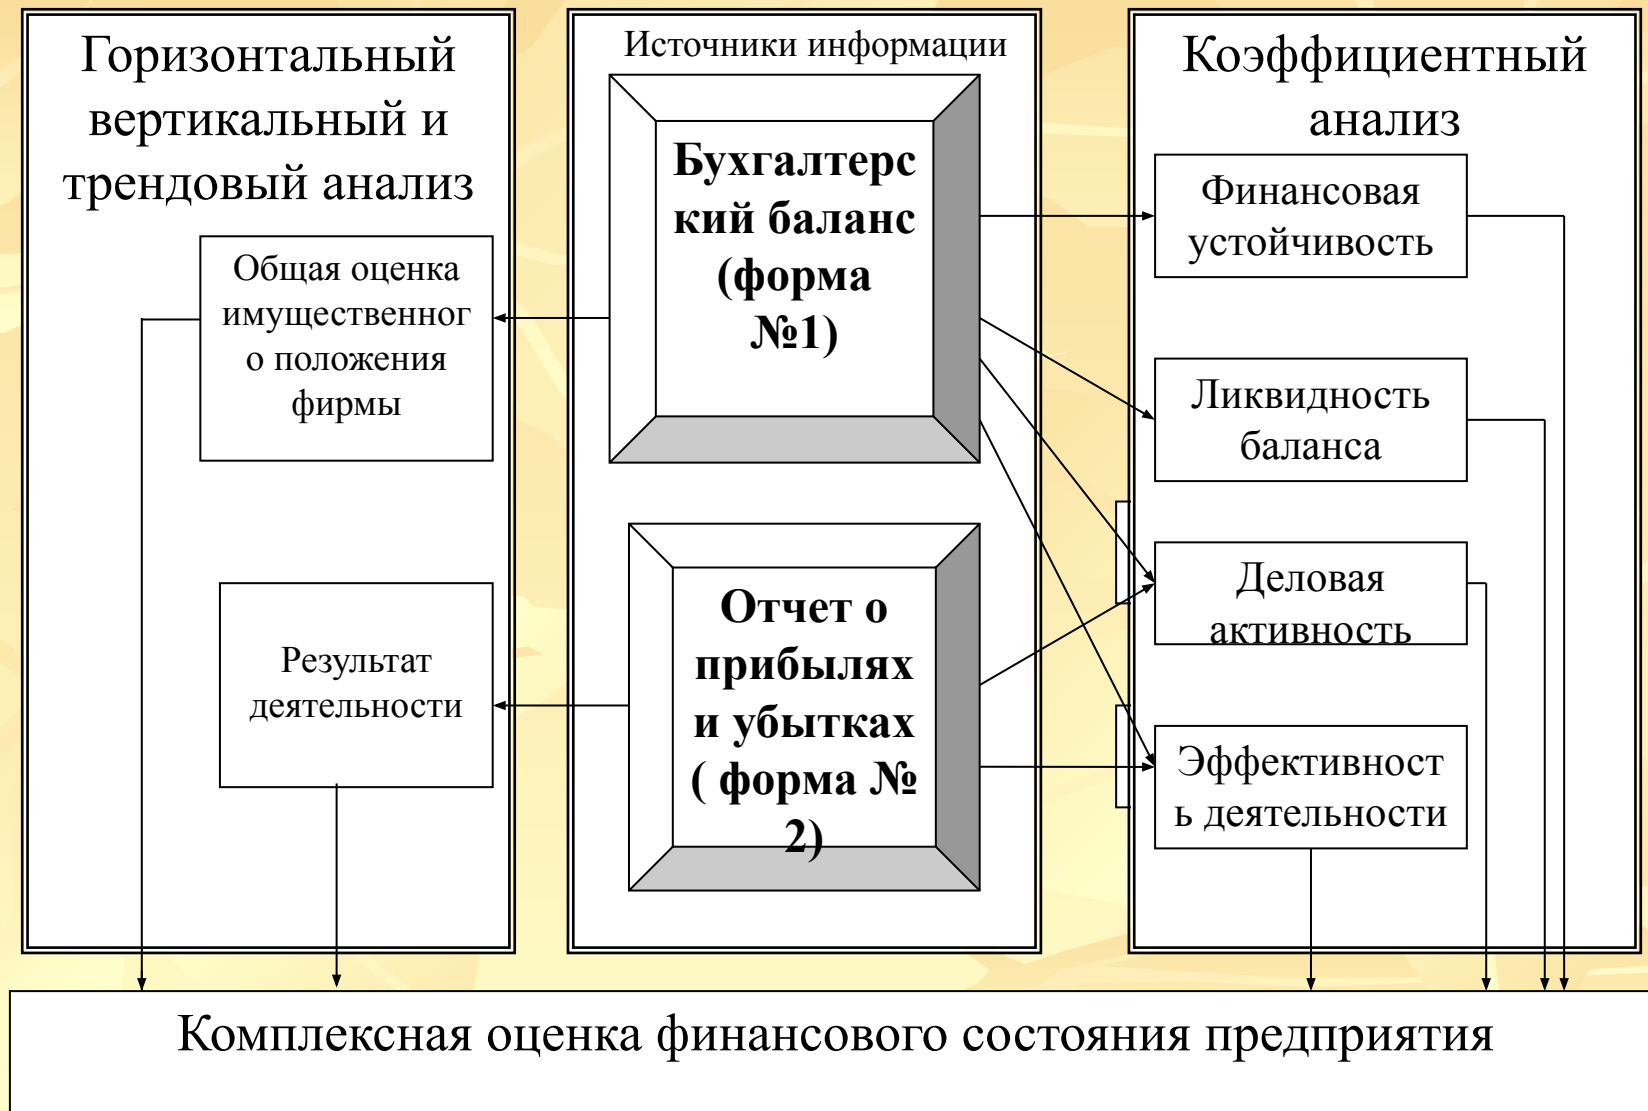 Горизонтальный
вертикальный и
трендовый анализ
Общая оценка
имущественног
о положения
фирмы
Результат
деятельности
Источники информации
Бухгалтерс
кий баланс
(форма
№1)
Отчет о
прибылях
и убытках
( форма №
2)
Коэффициентный
анализ
Финансовая
устойчивость
Ликвидность
баланса
Деловая
активность
Эффективност
ь деятельности
Комплексная оценка финансового состояния предприятия